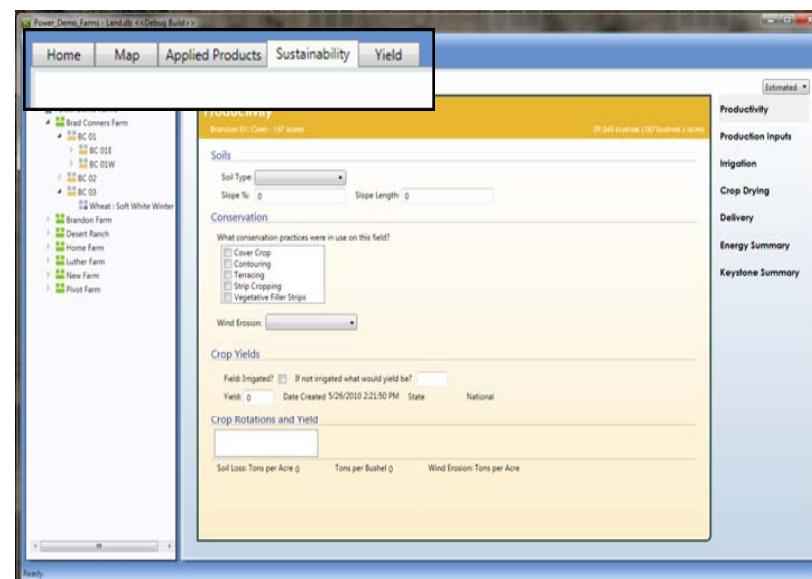 Power_Demo_Farms - Land.db <<Debug Build>>
Home Map Applied Products Sustainability Yield
Estimated
Brad Conners Farm
BC 01
BC 01E
BC 01W
BC 02
BC 03
Wheat : Soft White Winter
Brandon Farm
Desert Ranch
Home Farm
Luther Farm
New Farm
Pivot Farm
Productivity
Brandon 01: Corn - 157 acres
Soils
Soil Type:
Slope %: 0 Slope Length: 0
Conservation
What conservation practices were in use on this field?
Cover Crop
Contouring
Terracing
Strip Cropping
Vegetative Filler Strips
Wind Erosion:
Crop Yields
Field: Irrigated? If not irrigated what would yield be?
Yield: 0 Date Created 5/26/2010 2:21:50 PM State National
Crop Rotations and Yield
Soil Loss: Tons per Acre 0 Tons per Bushel 0 Wind Erosion: Tons per Acre
Productivity
Production Inputs
Irrigation
Crop Drying
Delivery
Energy Summary
Keystone Summary
Ready